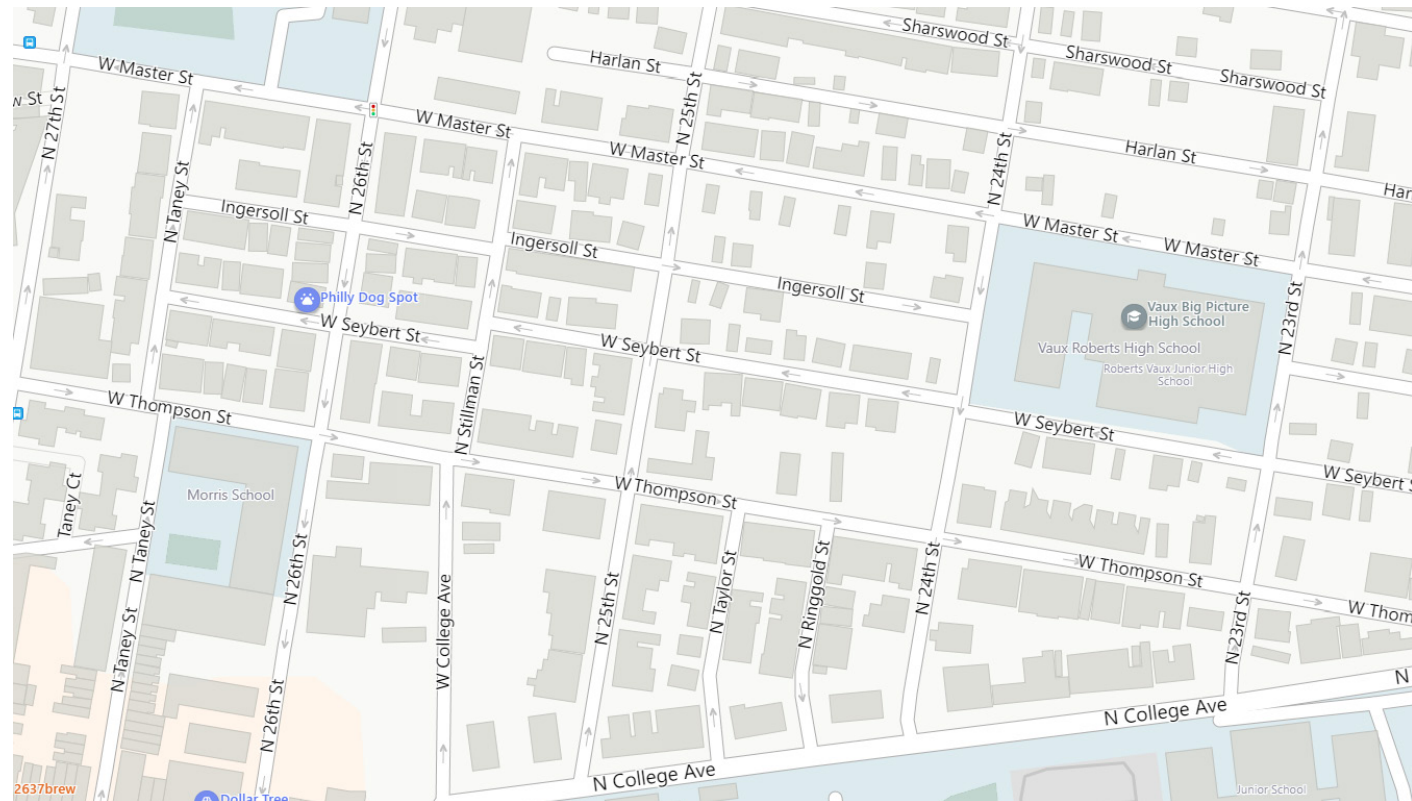 Sharswood St
Sharswood St
Sharswood St
Harlan St
W Master St
N 25th St
N 27th St
W Master St
W Master St
Harlan St
N Taney St
N 26th St
N 24th St
Ingersoll St
W Master St
W Master St
Ingersoll St
Ingersoll St
Philly Dog Spot
W Seybert St
W Seybert St
Vaux Big Picture
High School
Vaux Roberts High School
Roberts Vaux Junior High
School
N 23rd St
W Thompson St
N Stillman St
W Seybert St
W Seybert S
Taney Ct
Morris School
W Thompson St
N Taney St
N 26th St
W College Ave
N 25th St
N Taylor St
N Ringgold St
N 24th St
W Thompson St
W Thom
N Taney St
N 23rd St
N 26th St
N College Ave
N
N College Ave
2637brew
Dollar Tree
Junior School